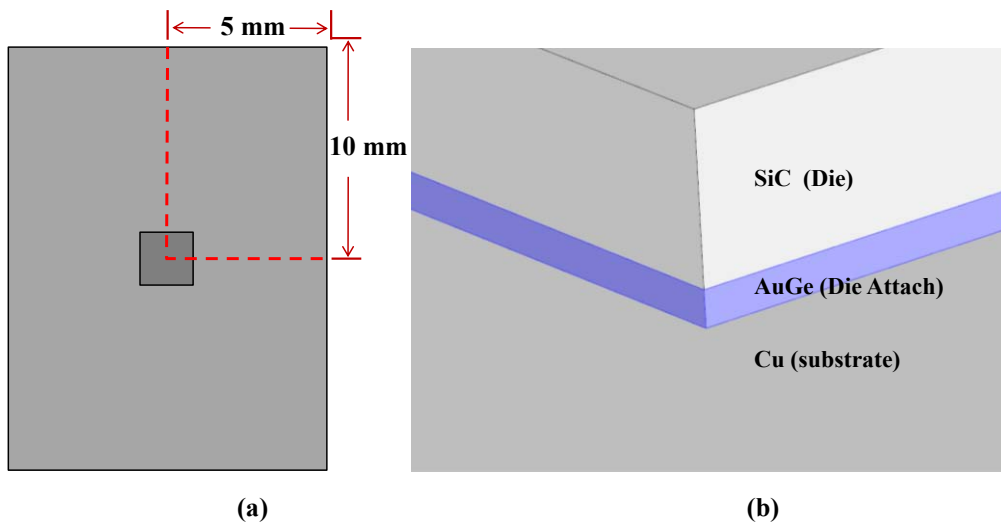 5 mm
10 mm
SiC (Die)
AuGe (Die Attach)
Cu (substrate)
(a)
(b)